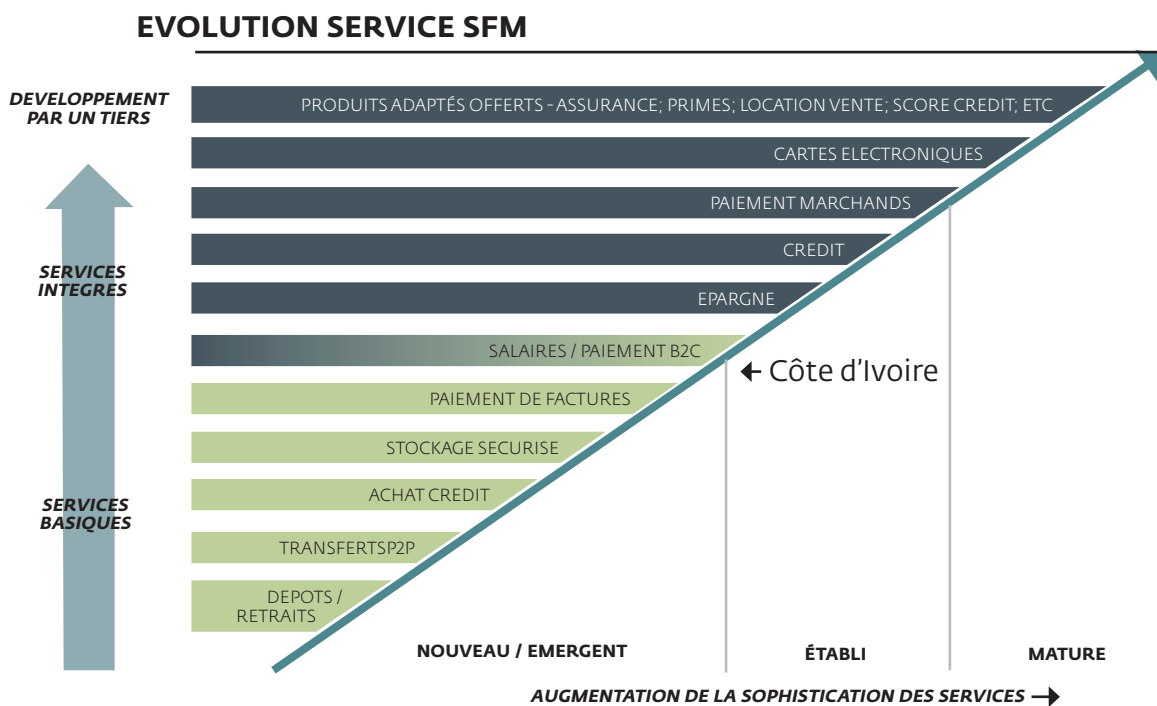 EVOLUTION SERVICE SFM
DEVELOPPEMENT
PAR UN TIERS
PRODUITS ADAPTÉS OFFERTS - ASSURANCE; PRIMES; LOCATION VENTE; SCORE CREDIT; ETC
CARTES ELECTRONIQUES
PAIEMENT MARCHANDS
CREDIT
SERVICES
INTEGRES
EPARGNE
SALAIRES / PAIEMENT B2C
← Côte d'Ivoire
PAIEMENT DE FACTURES
STOCKAGE SECURISE
ACHAT CREDIT
SERVICES
BASIQUES
TRANSFERTSP2P
DEPOTS /
RETRAITS
NOUVEAU / EMERGENT
ÉTABLI
MATURE
AUGMENTATION DE LA SOPHISTICATION DES SERVICES →